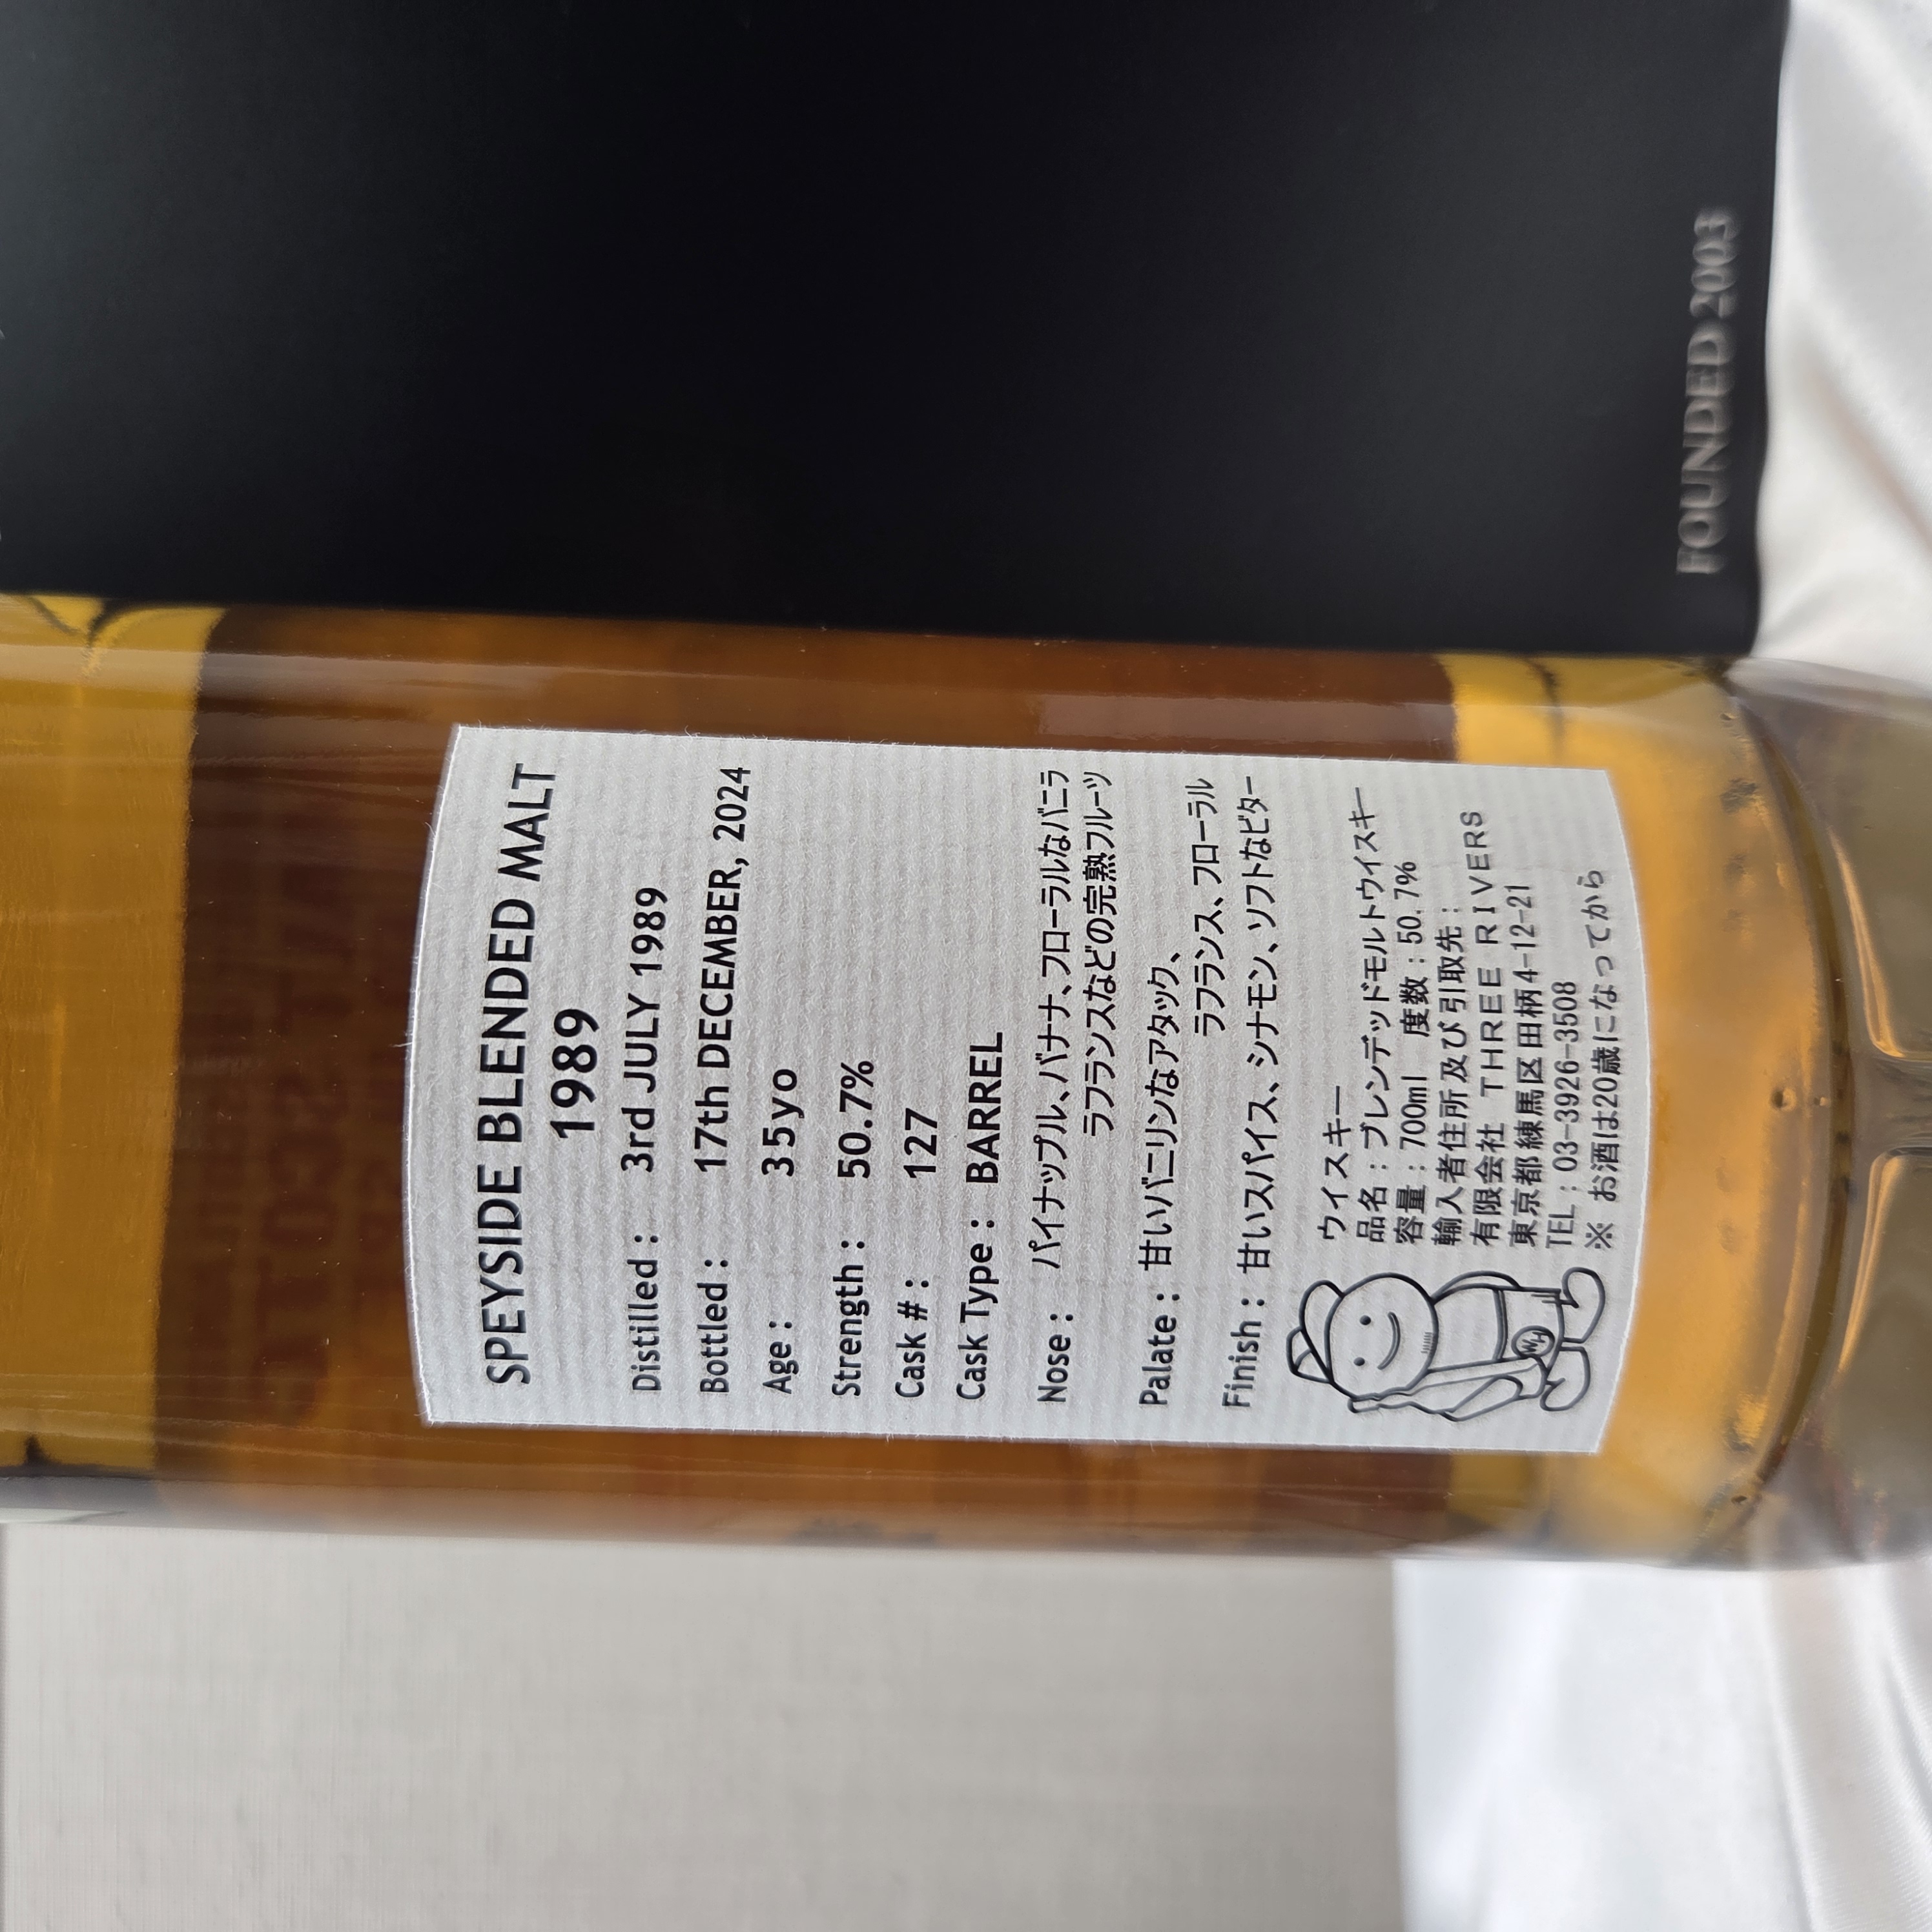 SPEYSIDE BLENDED MALT
1989
Distilled : 3rd JULY 1989
Bottled : 17th DECEMBER, 2024
Age : 35yo
Strength : 50.7%
Cask # : 127
Cask Type : BARREL
Nose : パイナップル、バナナ、フローラルなバニラ
ラフランスなどの完熟フルーツ
Palate : 甘いバニリンなアタック、
ラフランス、フローラル
Finish : 甘いスパイス、シナモン、ソフトなビター
ウイスキー
品名：ブレンデッドモルトウイスキー
容量：700ml 度数：50.7%
輸入者住所及び引取先：
有限会社 THREE RIVERS
東京都練馬区田柄4-12-21
TEL：03-3926-3508
※ お酒は20歳になってから
WH
FOUNDED 2003